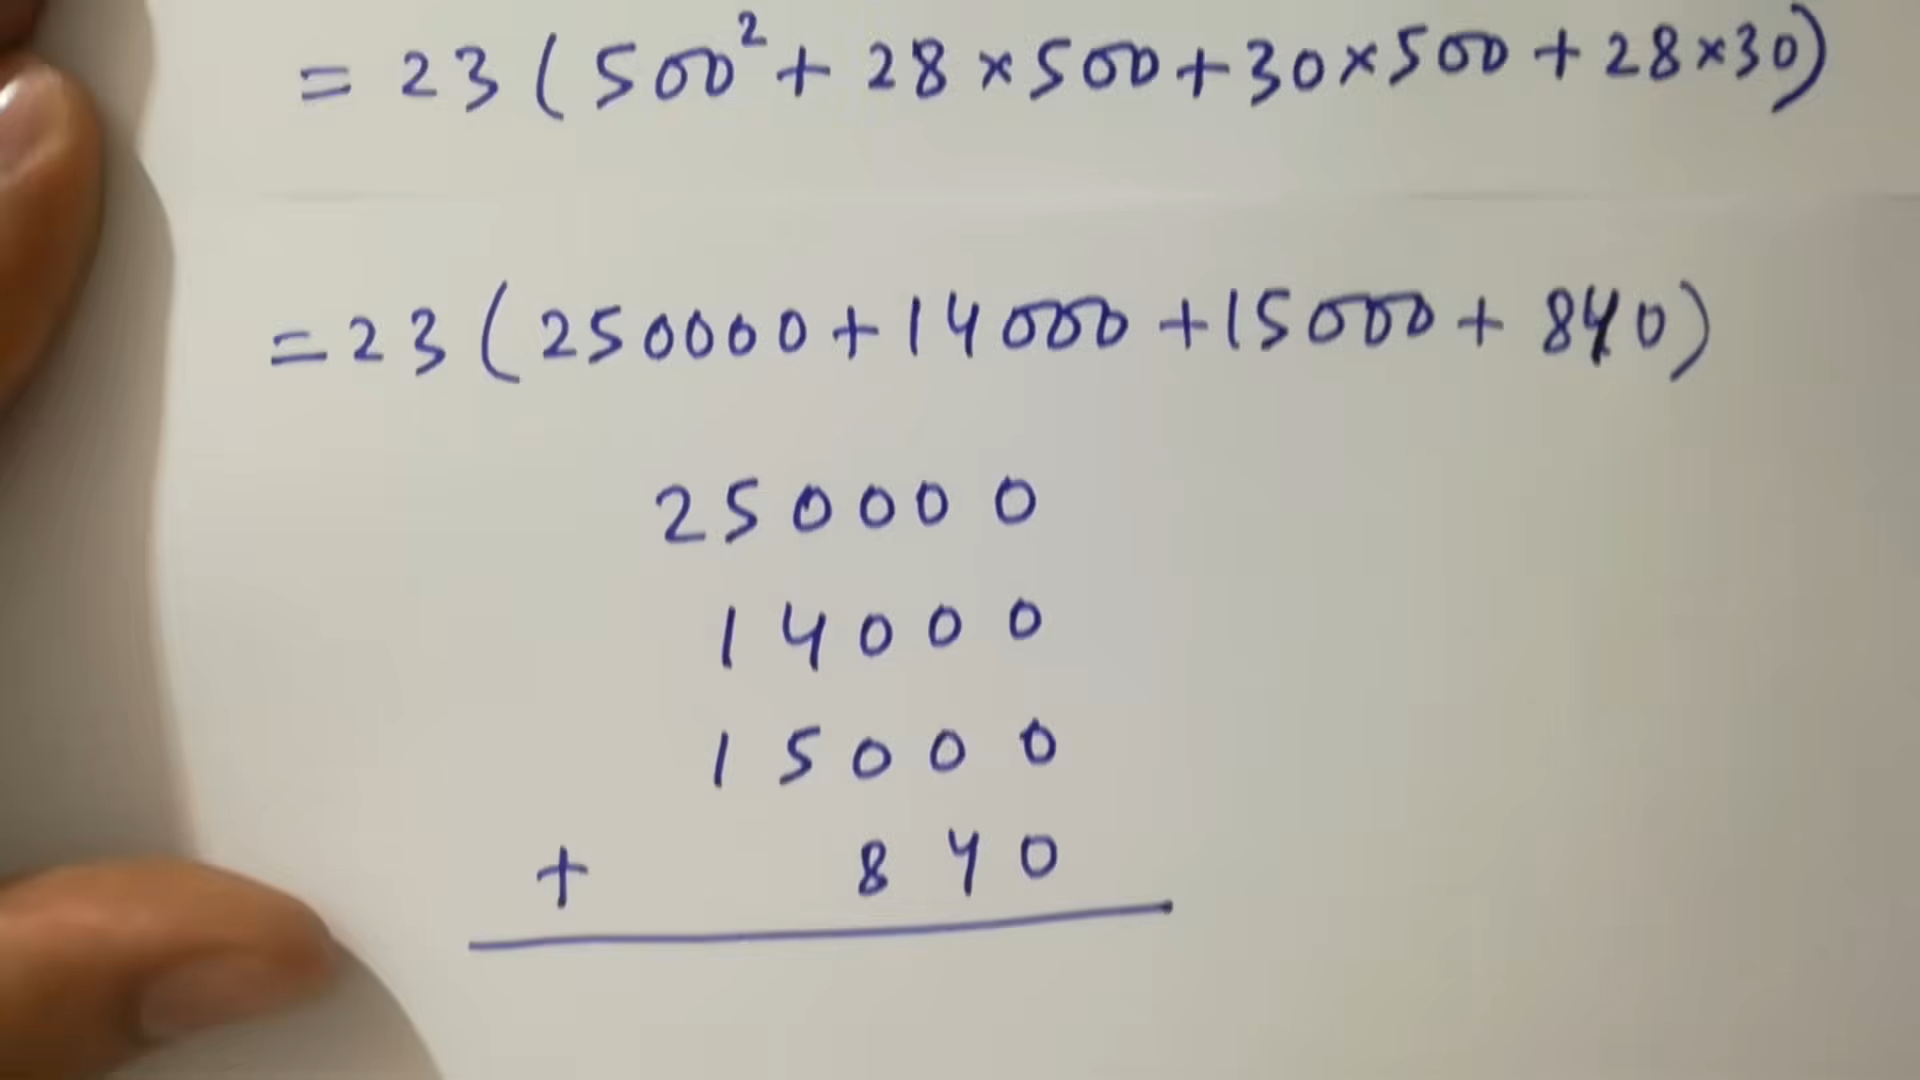 = 23 ( 500² + 28 × 500 + 30 × 500 + 28 × 30 )
= 23 ( 250000 + 14000 + 15000 + 840 )
250000
14000
15000
+ 840